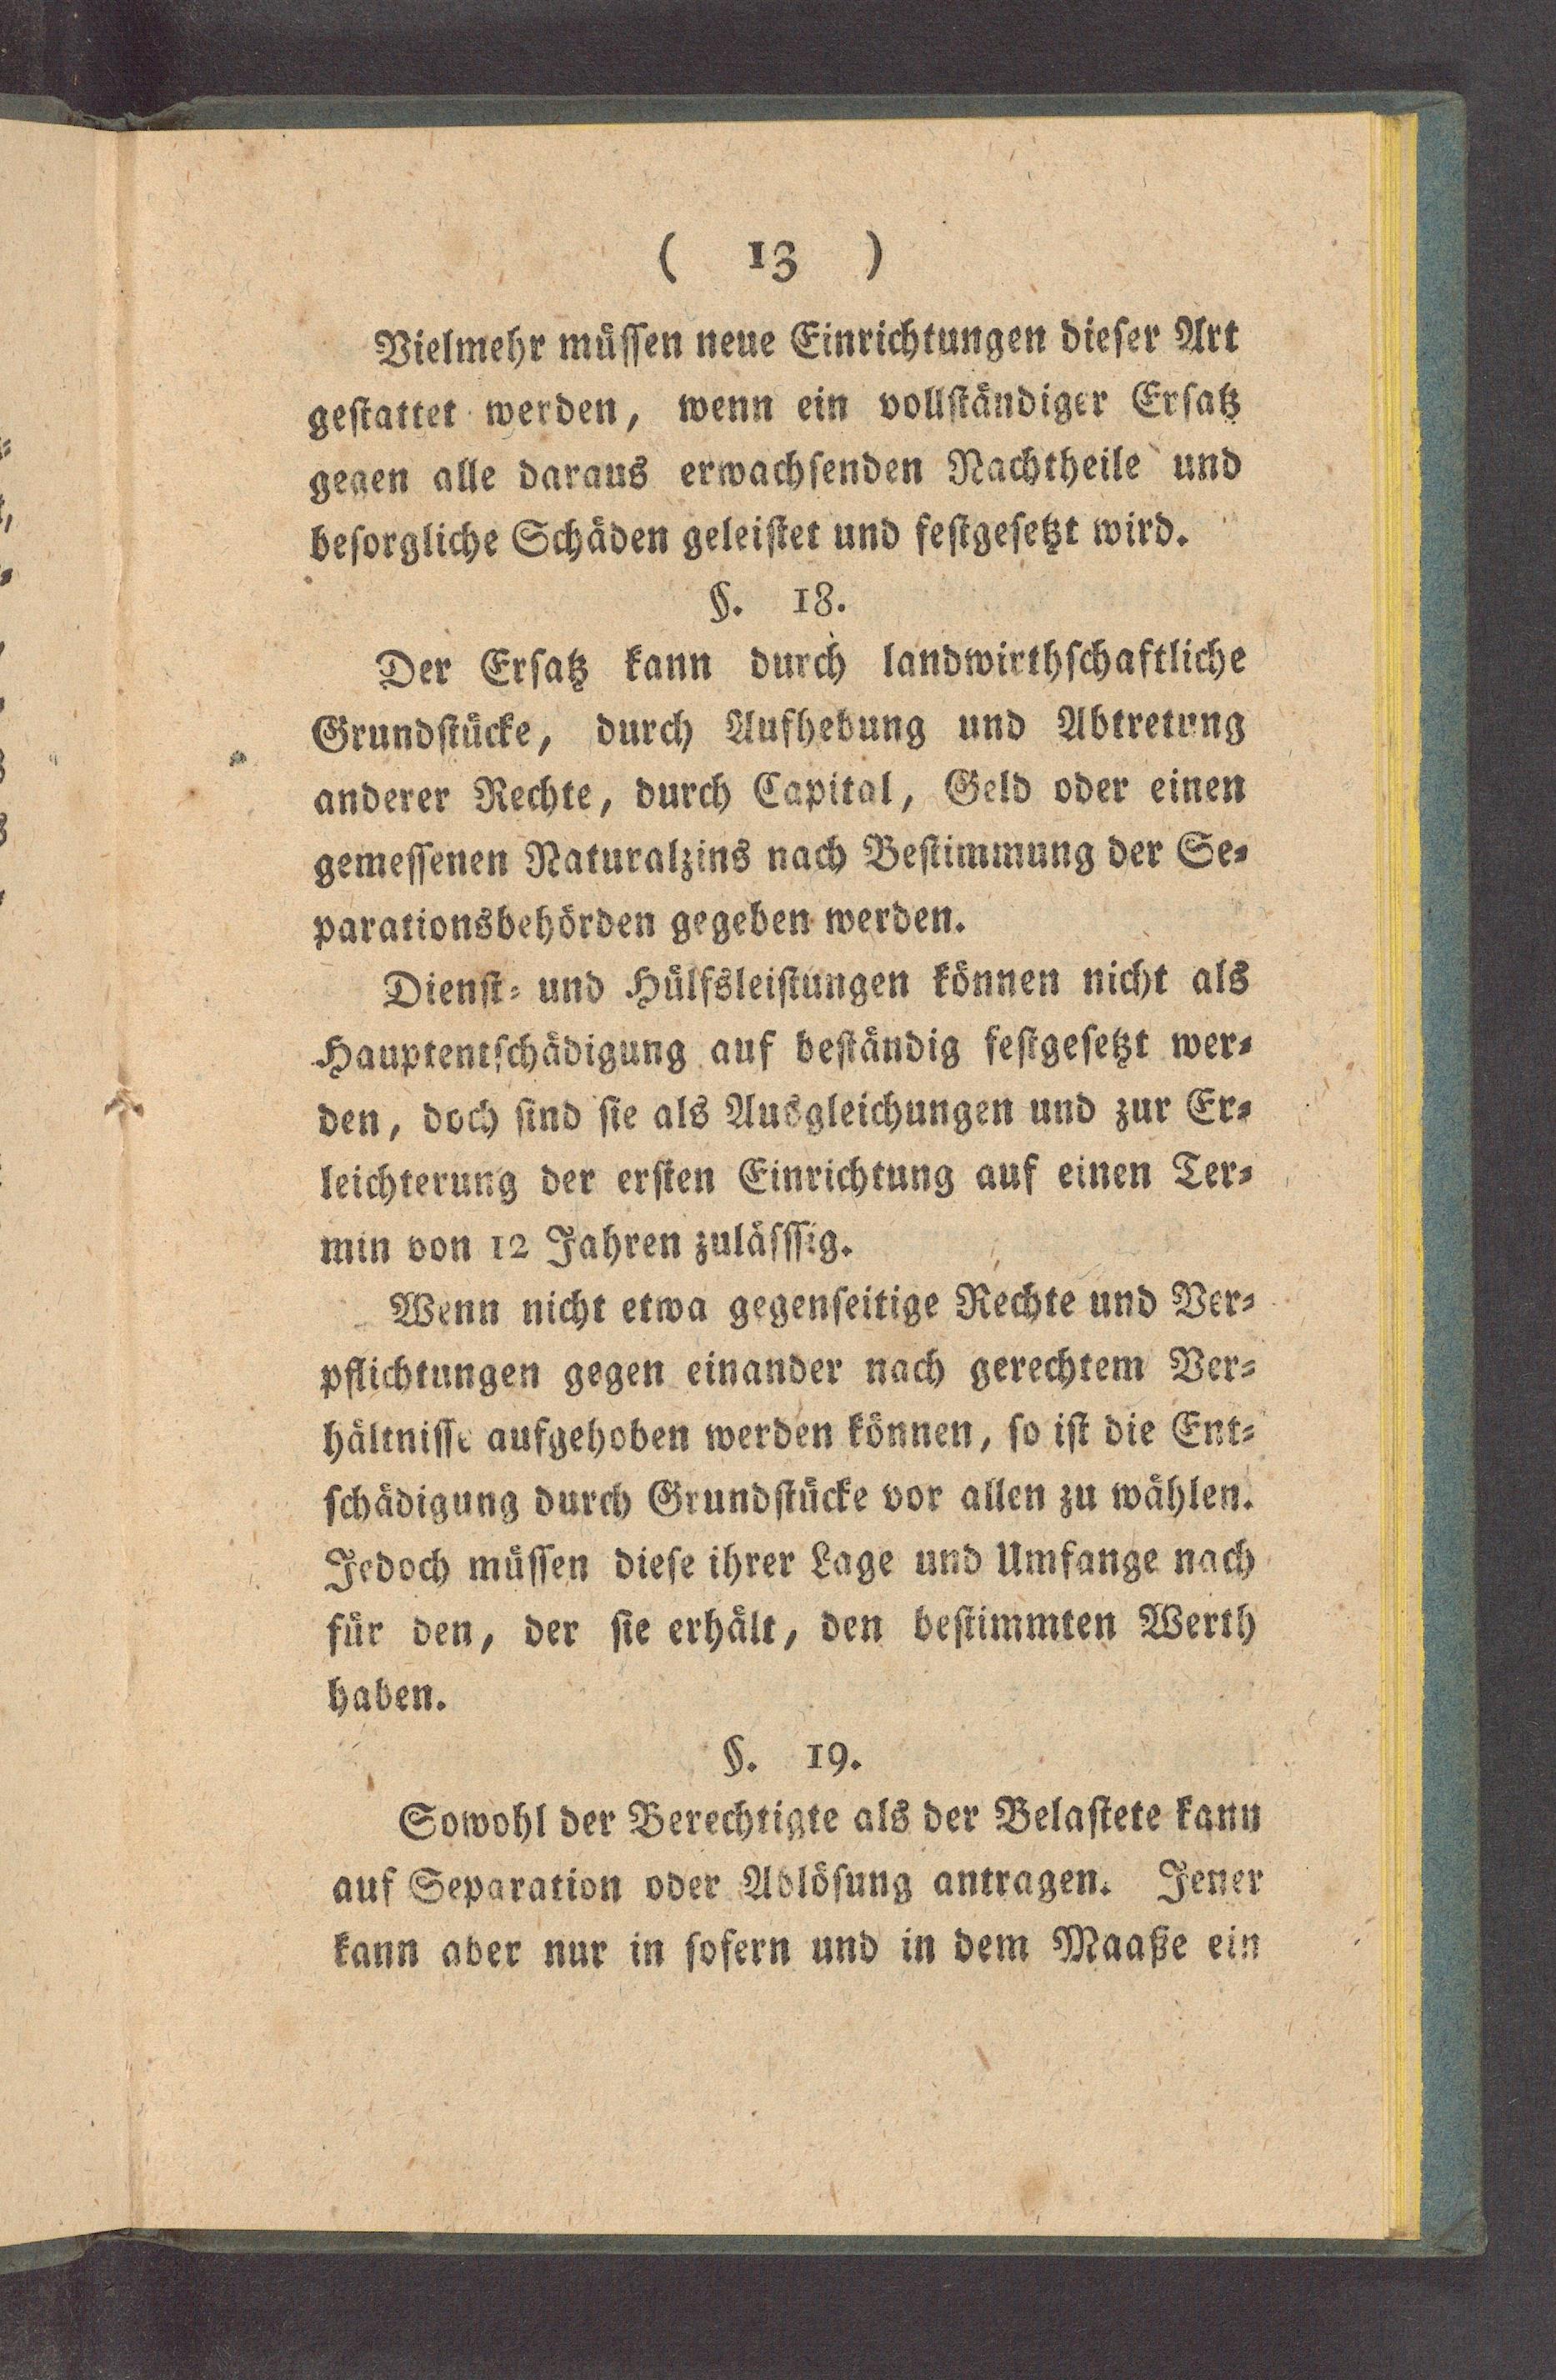 ( 13 )
Vielmehr müſſen neue Einrichtungen dieſer Art
geſtattet werden, wenn ein vollſtändiger Erſatz
gegen alle daraus erwachſenden Nachtheile und
beſorgliche Schäden geleiſtet und feſtgeſetzt wird.
§. 18.
Der Erſatz kann durch landwirthſchaftliche
Grundſtücke, durch Aufhebung und Abtretung
anderer Rechte, durch Capital, Geld oder einen
gemeſſenen Naturalzins nach Beſtimmung der Se⸗
parationsbehörden gegeben werden.
Dienſt⸗ und Hülfsleiſtungen können nicht als
Hauptentſchädigung auf beſtändig feſtgeſetzt wer⸗
den, doch ſind ſie als Ausgleichungen und zur Er⸗
leichterung der erſten Einrichtung auf einen Ter⸗
min von 12 Jahren zuläſſſig.
Wenn nicht etwa gegenſeitige Rechte und Ver⸗
pflichtungen gegen einander nach gerechtem Ver⸗
hältniſſe aufgehoben werden können, ſo iſt die Ent⸗
ſchädigung durch Grundſtücke vor allen zu wählen.
Jedoch müſſen dieſe ihrer Lage und Umfange nach
für den, der ſie erhält, den beſtimmten Werth
haben.
§. 19.
Sowohl der Berechtigte als der Belaſtete kann
auf Separation oder Ablöſung antragen. Jener
kann aber nur in ſofern und in dem Maaße ein